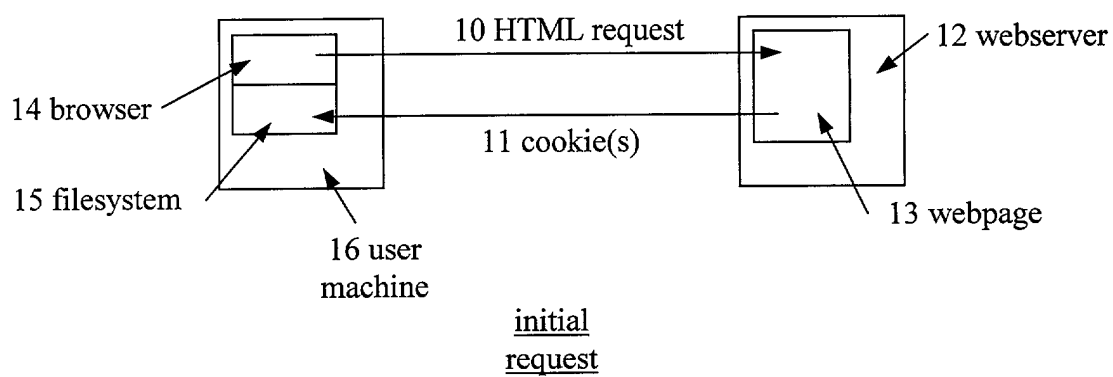 10 HTML request
12 webserver
14 browser
11 cookie(s)
15 filesystem
13 webpage
16 user
machine
initial
request